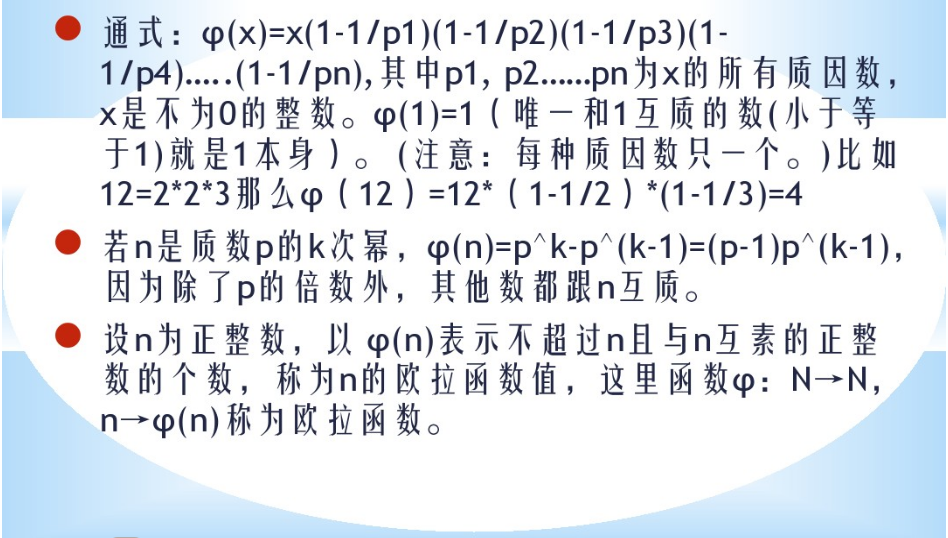 通式：φ(x)=x(1-1/p1)(1-1/p2)(1-1/p3)(1-
1/p4)…..(1-1/pn),其中p1, p2……pn为x的所有质因数，
x是不为0的整数。φ(1)=1（唯一和1互质的数(小于等
于1)就是1本身）。(注意：每种质因数只一个。)比如
12=2*2*3那么φ（12）=12*（1-1/2）*(1-1/3)=4
若n是质数p的k次幂，φ(n)=p^k-p^(k-1)=(p-1)p^(k-1)，
因为除了p的倍数外，其他数都跟n互质。
设n为正整数，以 φ(n)表示不超过n且与n互素的正整
数的个数，称为n的欧拉函数值，这里函数φ：N→N，
n→φ(n)称为欧拉函数。